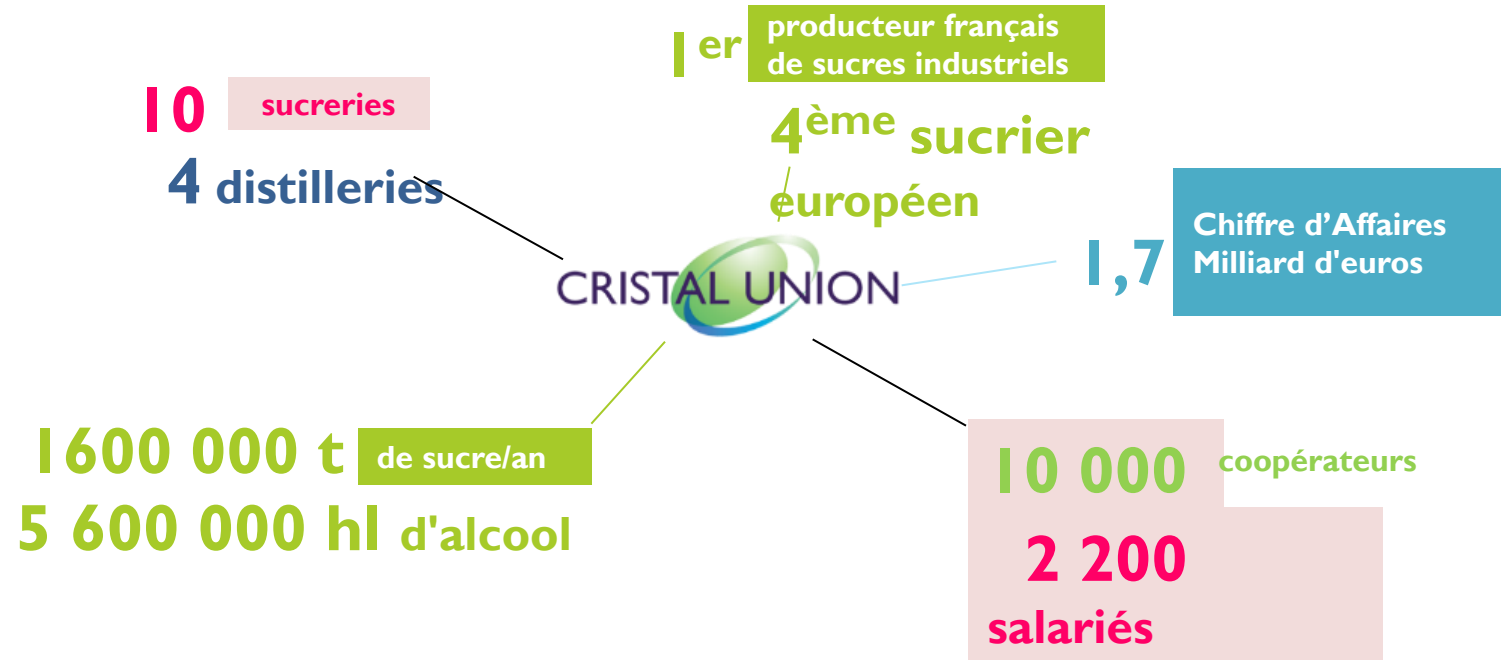 1er producteur français
de sucres industriels
10 sucreries
4ème sucrier
européen
4 distilleries
Chiffre d’Affaires
1,7 Milliard d'euros
CRISTAL UNION
1600 000 t de sucre/an
5 600 000 hl d'alcool
10 000 coopérateurs
2 200
salariés